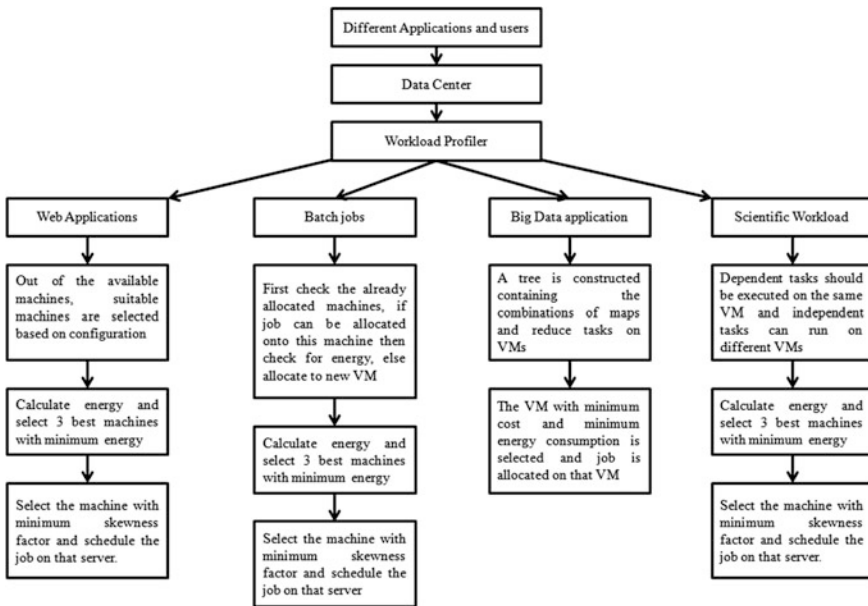 Different Applications and users
Data Center
Workload Profiler
Web Applications
Out of the available
machines, suitable
machines are selected
based on configuration
Calculate energy and
select 3 best machines
with minimum energy
Select the machine with
minimum skewness
factor and schedule the
job on that server.
Batch jobs
First check the already
allocated machines, if
job can be allocated
onto this machine then
check for energy, else
allocate to new VM
Calculate energy and
select 3 best machines
with minimum energy
Select the machine with
minimum skewness
factor and schedule the
job on that server
Big Data application
A tree is constructed
containing the
combinations of maps
and reduce tasks on
VMs
The VM with minimum
cost and minimum
energy consumption is
selected and job is
allocated on that VM
Scientific Workload
Dependent tasks should
be executed on the same
VM and independent
tasks can run on
different VMs
Calculate energy and
select 3 best machines
with minimum energy
Select the machine with
minimum skewness
factor and schedule the
job on that server.